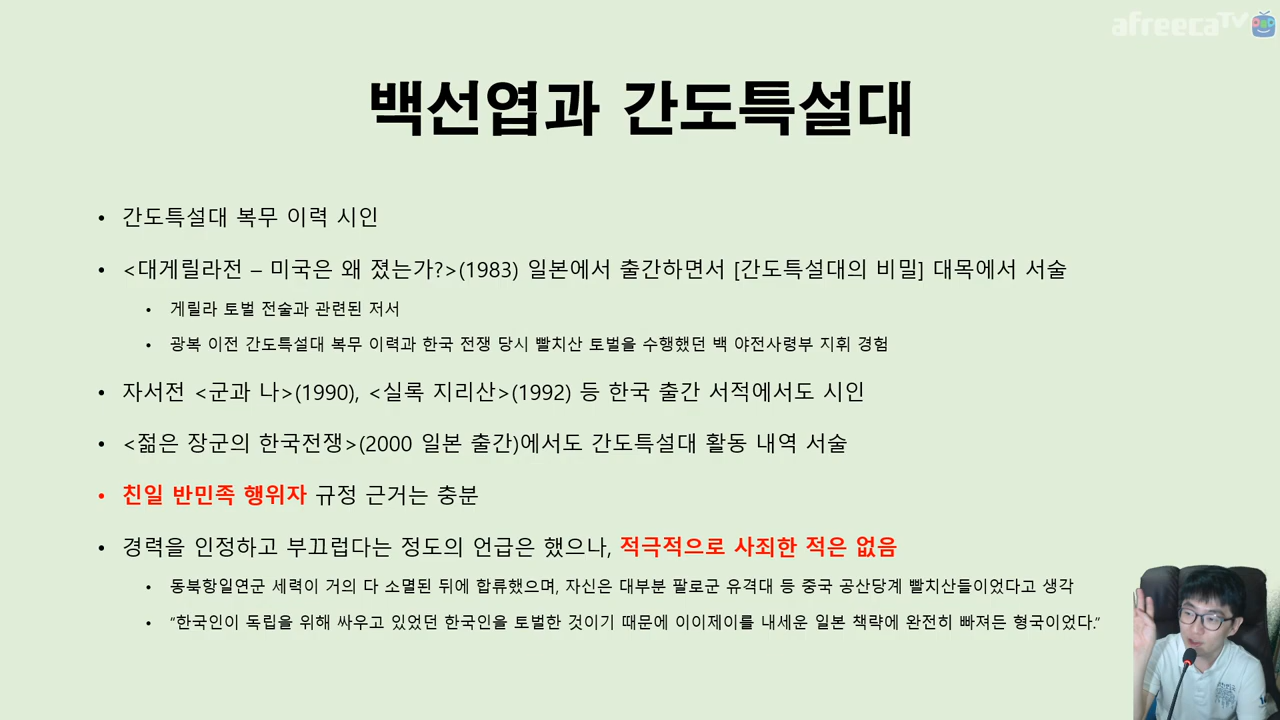 afreecaTV
백선엽과 간도특설대
• 간도특설대 복무 이력 시인
• <대게릴라전 – 미국은 왜 졌는가?>(1983) 일본에서 출간하면서 [간도특설대의 비밀] 대목에서 서술
• 게릴라 토벌 전술과 관련된 저서
• 광복 이전 간도특설대 복무 이력과 한국 전쟁 당시 빨치산 토벌을 수행했던 백 야전사령부 지휘 경험
• 자서전 <군과 나>(1990), <실록 지리산>(1992) 등 한국 출간 서적에서도 시인
• <젊은 장군의 한국전쟁>(2000 일본 출간)에서도 간도특설대 활동 내역 서술
• 친일 반민족 행위자 규정 근거는 충분
• 경력을 인정하고 부끄럽다는 정도의 언급은 했으나, 적극적으로 사죄한 적은 없음
• 동북항일연군 세력이 거의 다 소멸된 뒤에 합류했으며, 자신은 대부분 팔로군 유격대 등 중국 공산당계 빨치산들이었다고 생각
• “한국인이 독립을 위해 싸우고 있었던 한국인을 토벌한 것이기 때문에 이이제이를 내세운 일본 책략에 완전히 빠져든 형국이었다.”